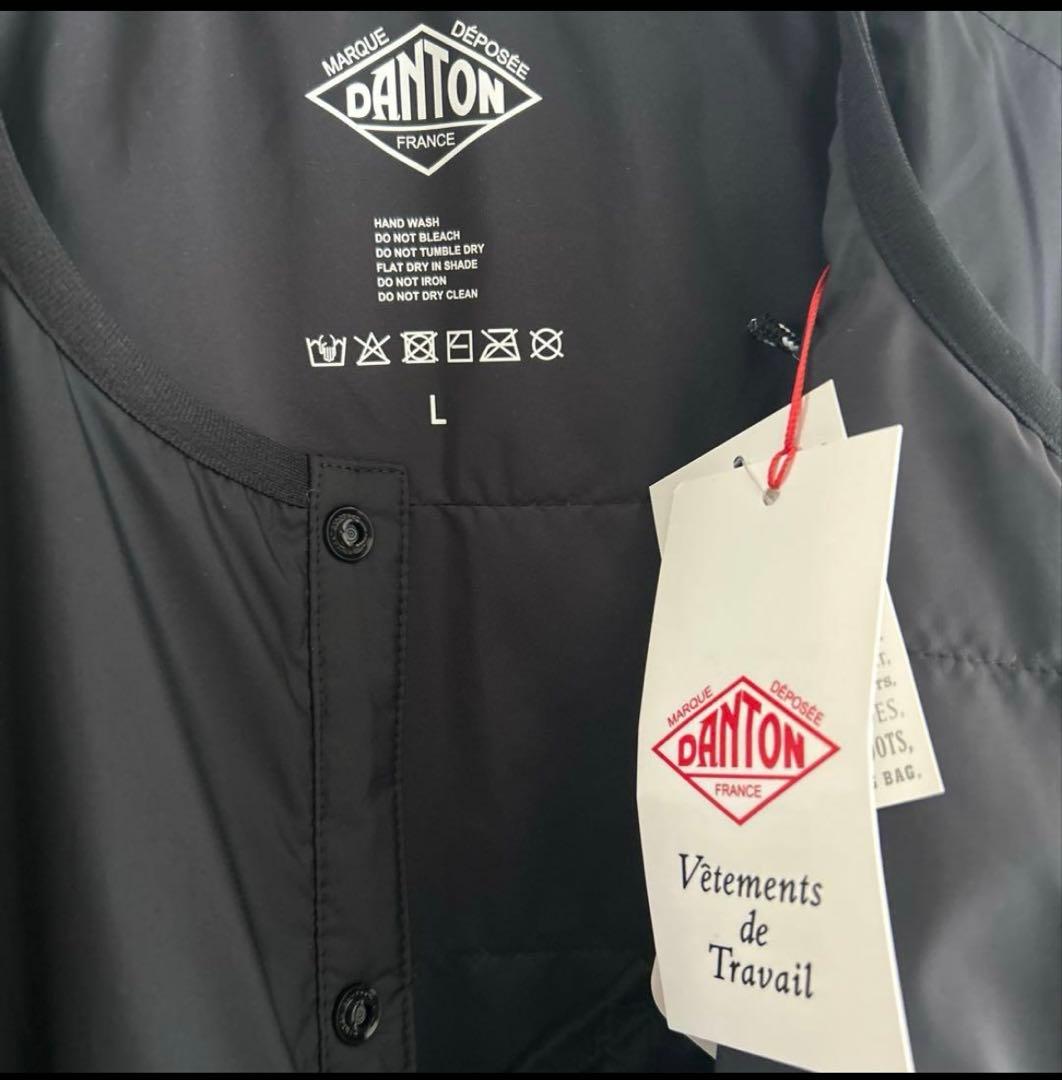 MARQUE DÉPOSÉE
DANTON
FRANCE
HAND WASH
DO NOT BLEACH
DO NOT TUMBLE DRY
FLAT DRY IN SHADE
DO NOT IRON
DO NOT DRY CLEAN
L
MARQUE DÉPOSÉE
DANTON
FRANCE
Vêtements
de
Travail
BAG.